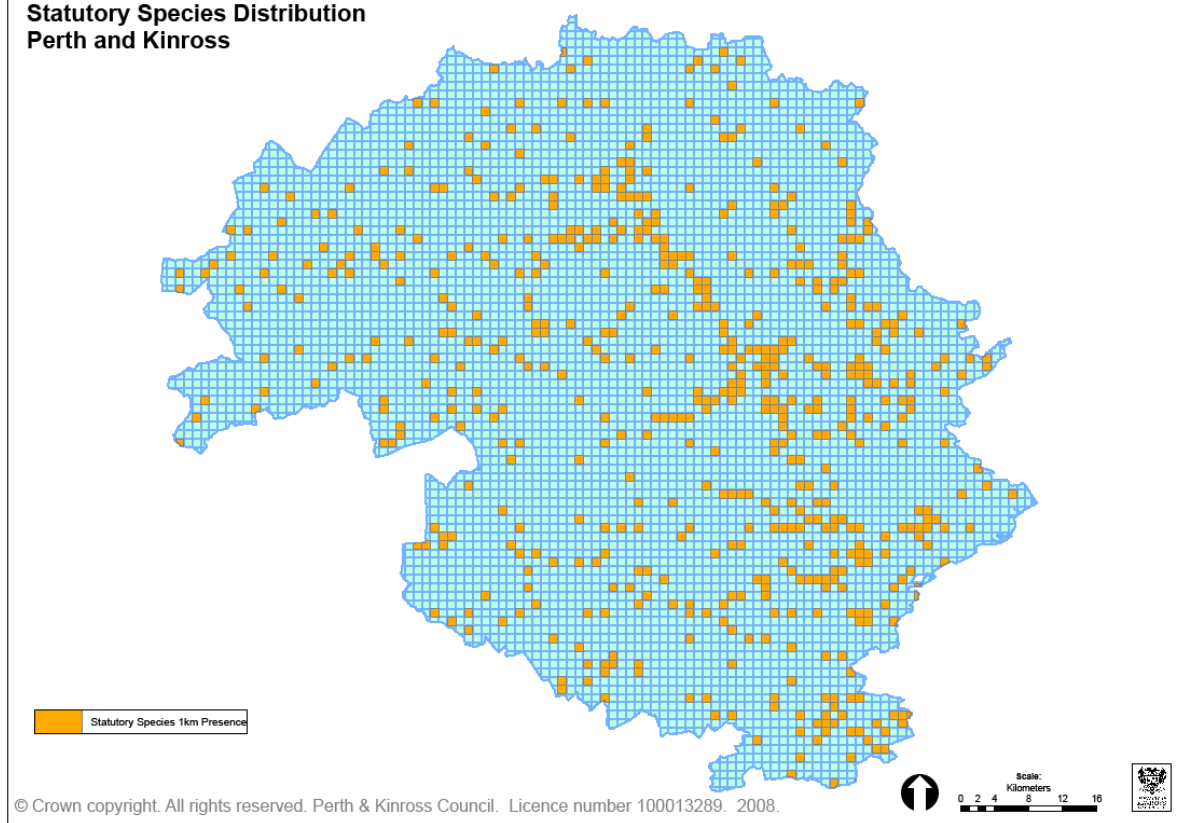 Statutory Species Distribution
Perth and Kinross
Statutory Species 1km Presence
Scale:
Kilometers
0 2 4 8 12 16
© Crown copyright. All rights reserved. Perth & Kinross Council. Licence number 100013289. 2008.